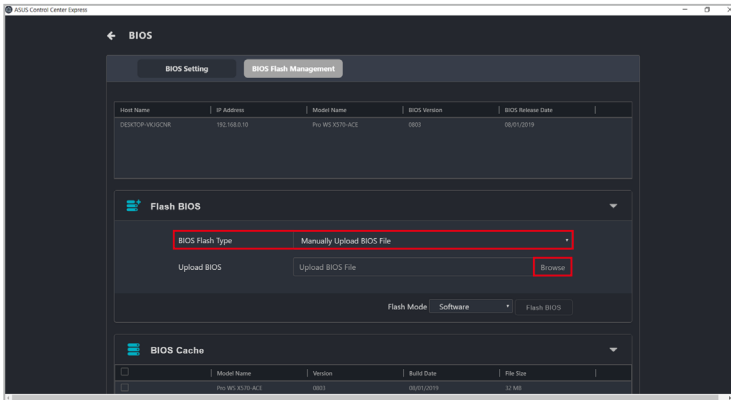 ASUS Control Center Express
BIOS
BIOS Setting BIOS Flash Management
Host Name IP Address Model Name BIOS Version BIOS Release Date
DESKTOP-VKJGCNR 192.168.0.10 Pro WS X570-ACE 0803 08/01/2019
Flash BIOS
BIOS Flash Type Manually Upload BIOS File
Upload BIOS Upload BIOS File Browse
Flash Mode Software Flash BIOS
BIOS Cache
Model Name Version Build Date File Size
Pro WS X570-ACE 0803 08/01/2019 32 MB